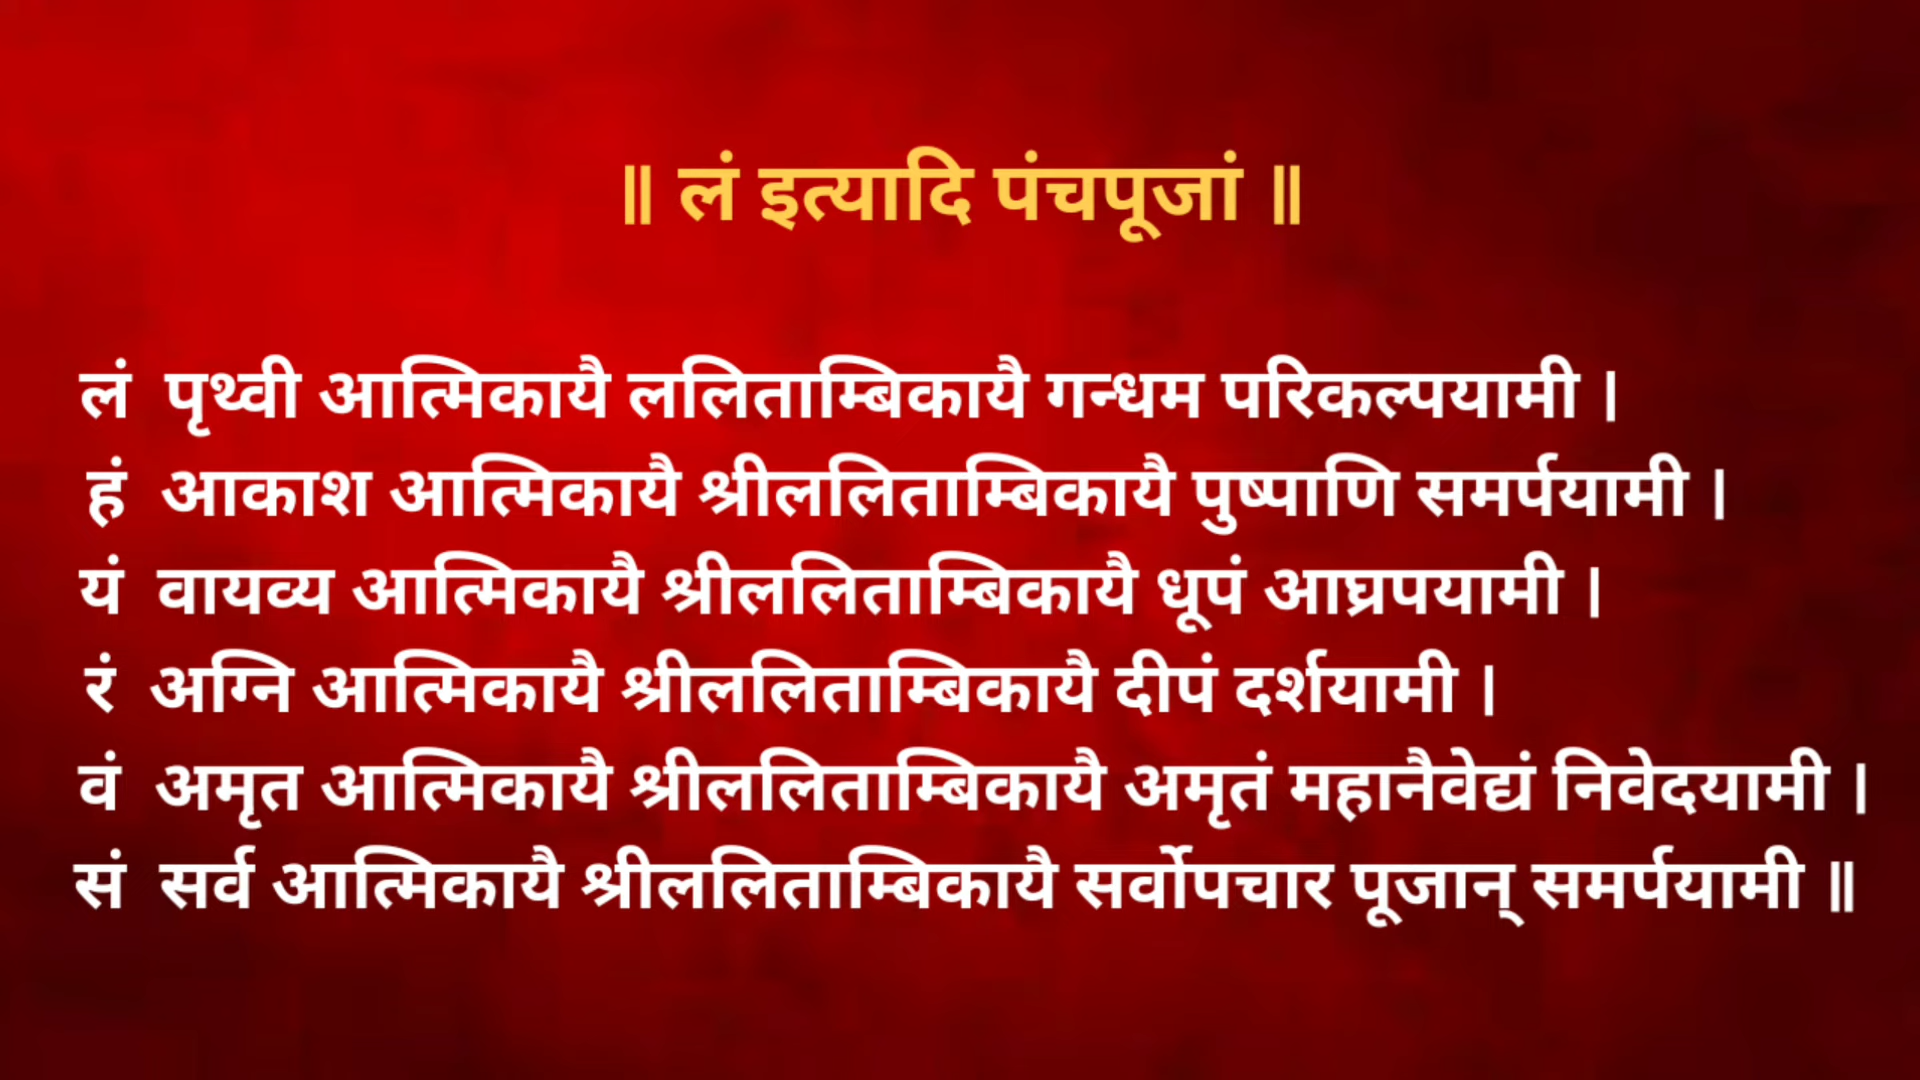 ॥ लं इत्यादि पंचपूजां ॥
लं पृथ्वी आत्मिकायै ललिताम्बिकायै गन्धम परिकल्पयामी ।
हं आकाश आत्मिकायै श्रीललिताम्बिकायै पुष्पाणि समर्पयामी ।
यं वायव्य आत्मिकायै श्रीललिताम्बिकायै धूपं आघ्रपयामी ।
रं अग्नि आत्मिकायै श्रीललिताम्बिकायै दीपं दर्शयामी ।
वं अमृत आत्मिकायै श्रीललिताम्बिकायै अमृतं महानैवेद्यं निवेदयामी ।
सं सर्व आत्मिकायै श्रीललिताम्बिकायै सर्वोपचार पूजान् समर्पयामी ॥